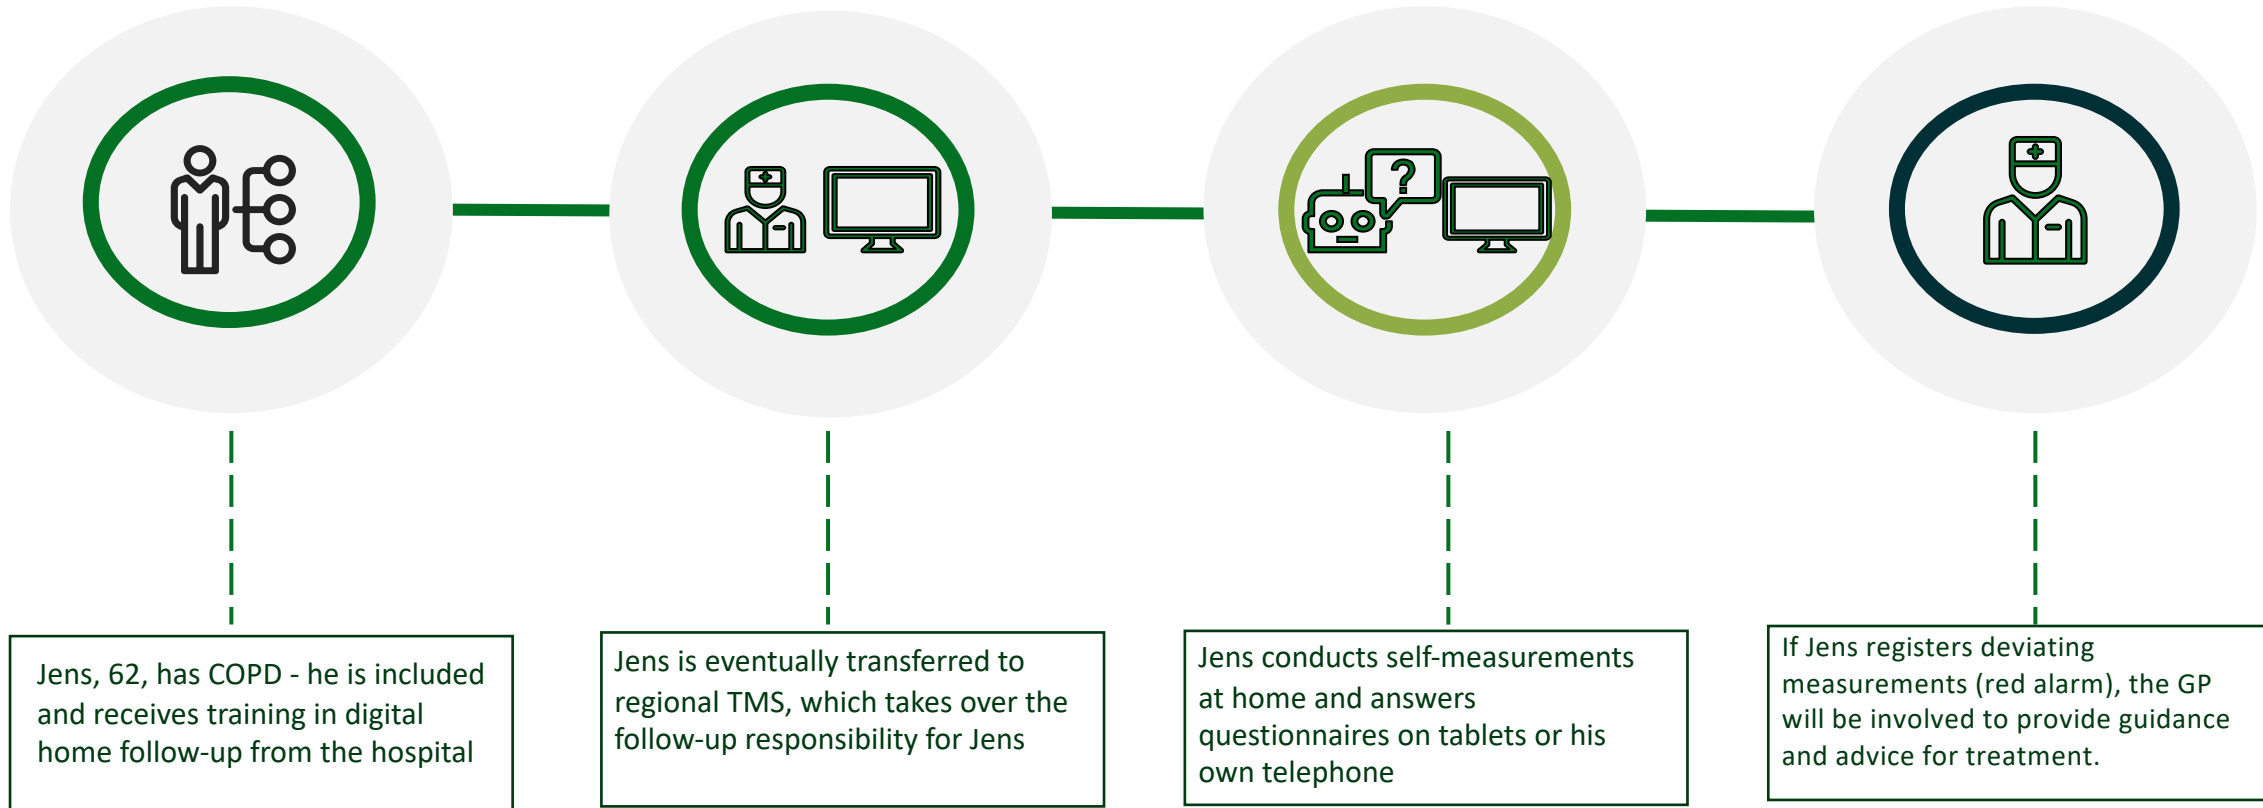 ?
Jens, 62, has COPD - he is included
and receives training in digital
home follow-up from the hospital
Jens is eventually transferred to
regional TMS, which takes over the
follow-up responsibility for Jens
Jens conducts self-measurements
at home and answers
questionnaires on tablets or his
own telephone
If Jens registers deviating
measurements (red alarm), the GP
will be involved to provide guidance
and advice for treatment.